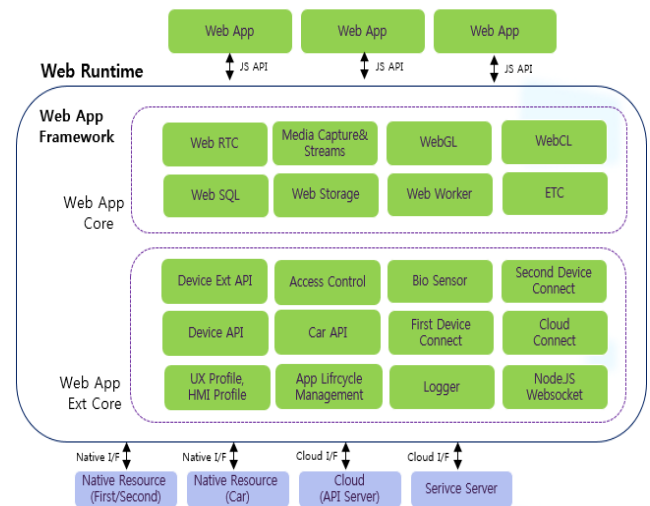 Web App
Web App
Web App
JS API
JS API
JS API
Web Runtime
Web App
Framework
Web RTC
Media Capture&
Streams
WebGL
WebCL
Web SQL
Web Storage
Web Worker
ETC
Web App
Core
Device Ext API
Access Control
Bio Sensor
Second Device
Connect
Device API
Car API
First Device
Connect
Cloud
Connect
Web App
Ext Core
UX Profile,
HMI Profile
App Lifrcycle
Management
Logger
NodeJS
Websocket
Native I/F
Native I/F
Cloud I/F
Cloud I/F
Native Resource
(First/Second)
Native Resource
(Car)
Cloud
(API Server)
Serivce Server